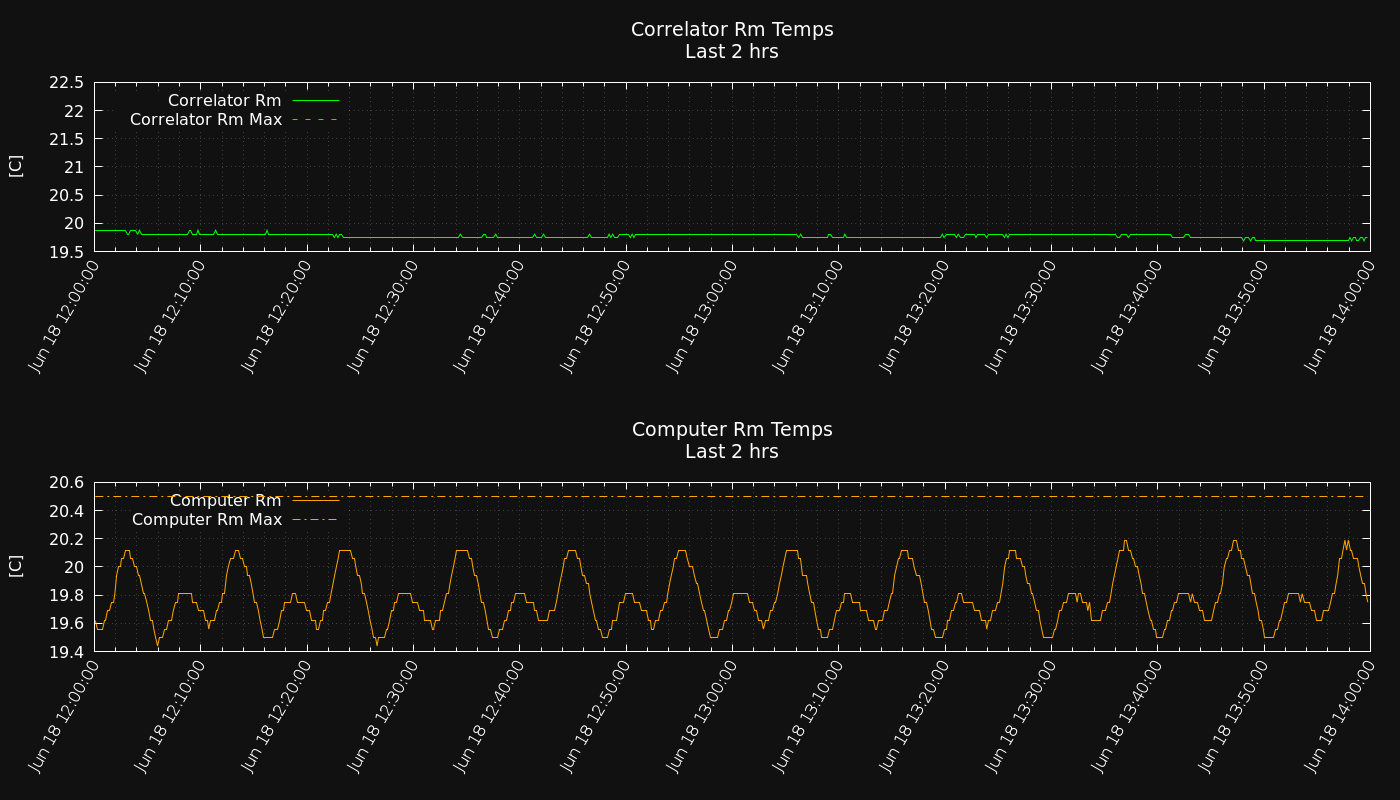 Correlator Rm Temps
Last 2 hrs
22.5
22
21.5
21
20.5
20
19.5
[C]
Correlator Rm
Correlator Rm Max
Jun 18 12:00:00
Jun 18 12:10:00
Jun 18 12:20:00
Jun 18 12:30:00
Jun 18 12:40:00
Jun 18 12:50:00
Jun 18 13:00:00
Jun 18 13:10:00
Jun 18 13:20:00
Jun 18 13:30:00
Jun 18 13:40:00
Jun 18 13:50:00
Jun 18 14:00:00
Computer Rm Temps
Last 2 hrs
20.6
20.4
20.2
20
19.8
19.6
19.4
[C]
Computer Rm
Computer Rm Max
Jun 18 12:00:00
Jun 18 12:10:00
Jun 18 12:20:00
Jun 18 12:30:00
Jun 18 12:40:00
Jun 18 12:50:00
Jun 18 13:00:00
Jun 18 13:10:00
Jun 18 13:20:00
Jun 18 13:30:00
Jun 18 13:40:00
Jun 18 13:50:00
Jun 18 14:00:00